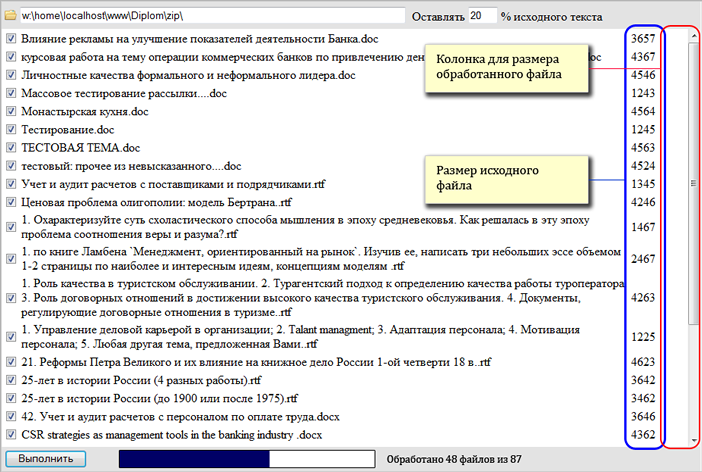 w:\home\localhost\www\Diplom\zip\ Оставлять 20 % исходного текста
Влияние рекламы на улучшение показателей деятельности Банка.doc 3657
курсовая работа на тему операции коммерческих банков по привлечению ден oc 4367
Личностные качества формального и неформального лидера.doc 4546
Колонка для размера
обработанного файла
Массовое тестирование рассылки....doc 1243
Монастырская кухня.doc 4564
Тестирование.doc 1245
ТЕСТОВАЯ ТЕМА.doc 4563
тестовый: прочее из невысказанного....doc 4524
Учет и аудит расчетов с поставщиками и подрядчиками.rtf 1345
Размер исходного
файла
Ценовая проблема олигополии: модель Бертрана..rtf 4246
1. Охарактеризуйте суть схоластического способа мышления в эпоху средневековья. Как решалась в эту эпоху
проблема соотношения веры и разума?.rtf 1467
1. по книге Ламбена `Менеджмент, ориентированный на рынок`. Изучив ее, написать три небольших эссе объемом
1-2 страницы по наиболее и интересным идеям, концепциям моделям .rtf 2467
1. Роль качества в туристском обслуживании. 2. Турагентский подход к определению качества работы туроператора
3. Роль договорных отношений в достижении высокого качества туристского обслуживания. 4. Документы, 4263
регулирующие договорные отношения в туризме..rtf
1. Управление деловой карьерой в организации; 2. Talant managment; 3. Адаптация персонала; 4. Мотивация
персонала; 5. Любая другая тема, предложенная Вами..rtf 1225
21. Реформы Петра Великого и их влияние на книжное дело России 1-ой четверти 18 в..rtf 4623
25-лет в истории России (4 разных работы).rtf 3642
25-лет в истории России (до 1900 или после 1975).rtf 3462
42. Учет и аудит расчетов с персоналом по оплате труда.docx 3646
CSR strategies as management tools in the banking industry .docx 4362
Выполнить Обработано 48 файлов из 87